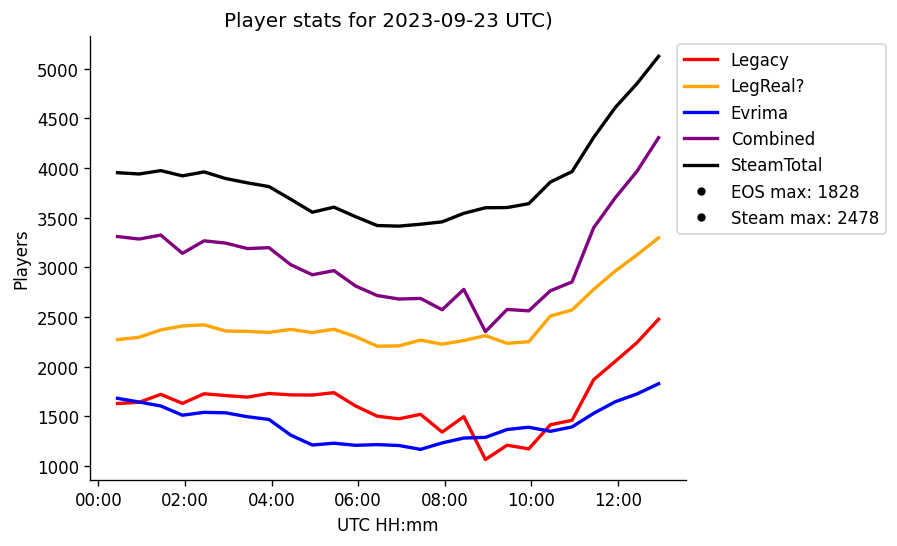 Player stats for 2023-09-23 UTC)
Legacy
LegReal?
Evrima
Combined
SteamTotal
EOS max: 1828
Steam max: 2478
Players
5000
4500
4000
3500
3000
2500
2000
1500
1000
00:00 02:00 04:00 06:00 08:00 10:00 12:00
UTC HH:mm